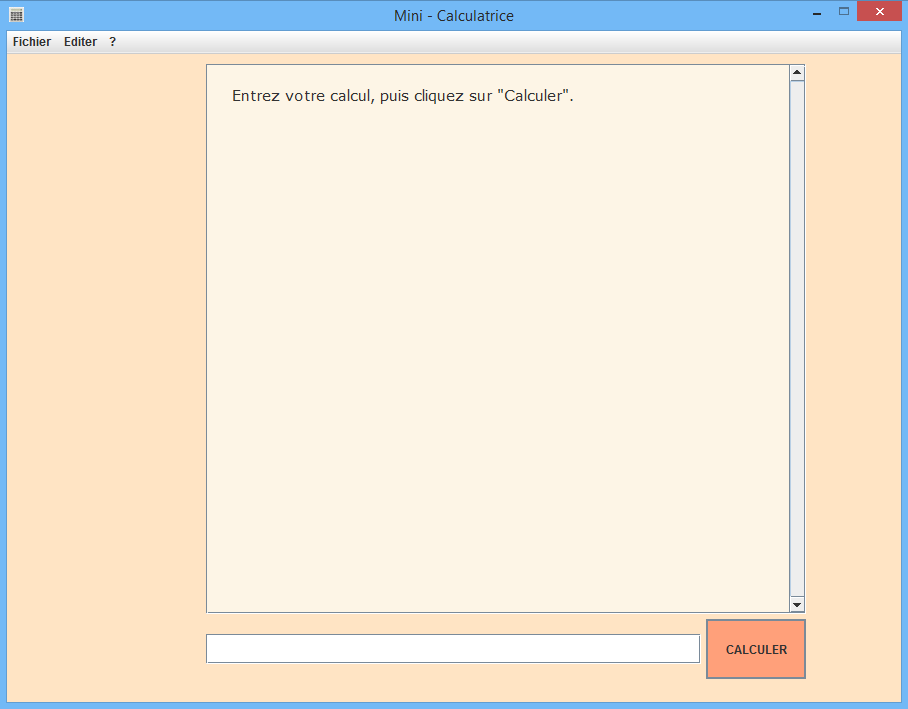 Mini - Calculatrice
Fichier Editer ?
Entrez votre calcul, puis cliquez sur "Calculer".
CALCULER